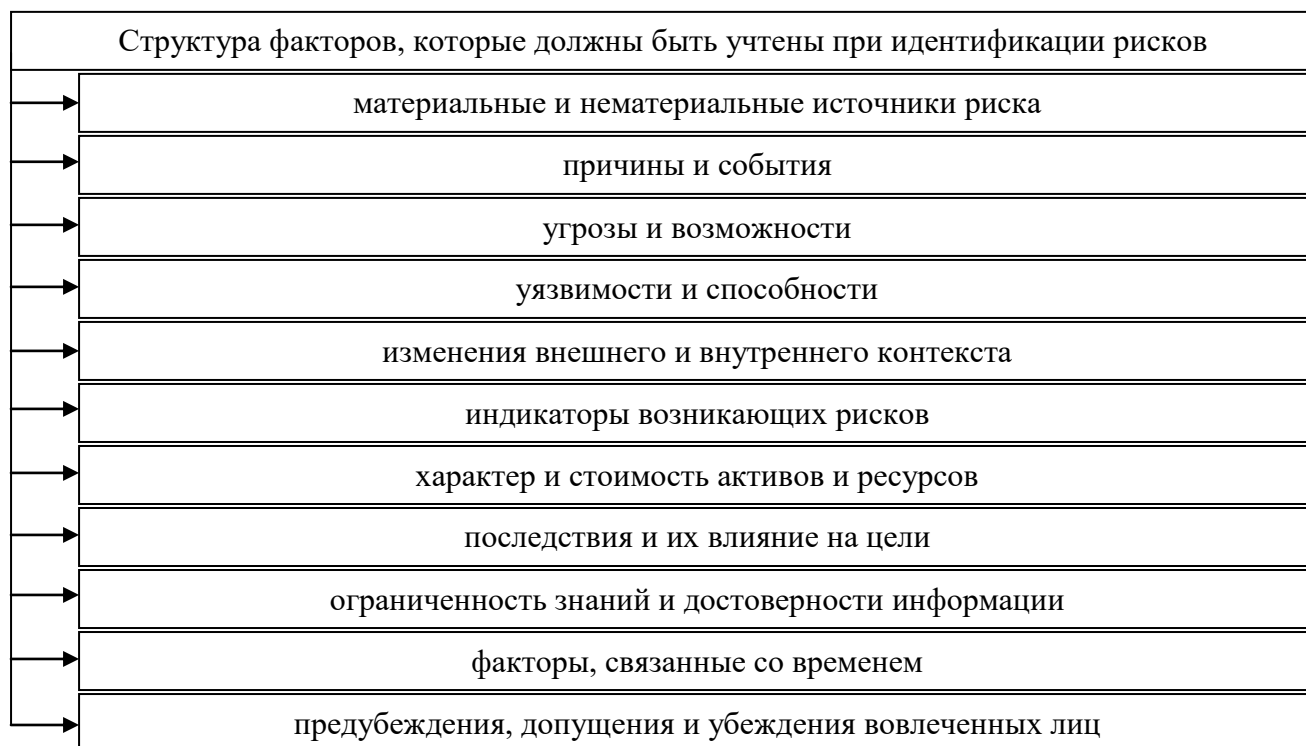 Структура факторов, которые должны быть учтены при идентификации рисков
материальные и нематериальные источники риска
причины и события
угрозы и возможности
уязвимости и способности
изменения внешнего и внутреннего контекста
индикаторы возникающих рисков
характер и стоимость активов и ресурсов
последствия и их влияние на цели
ограниченность знаний и достоверности информации
факторы, связанные со временем
предубеждения, допущения и убеждения вовлеченных лиц